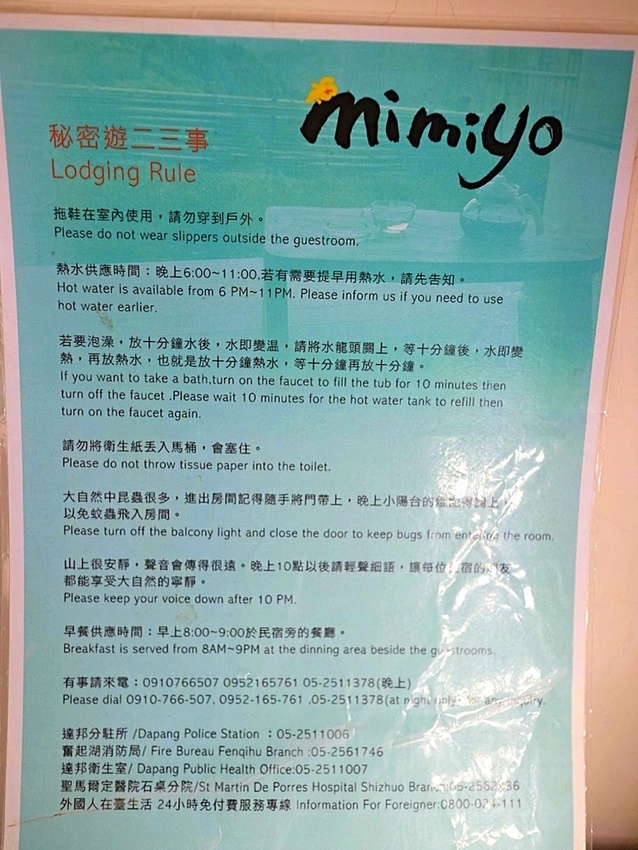 mimiyo
秘密遊二三事
Lodging Rule
拖鞋在室內使用，請勿穿到戶外。
Please do not wear slippers outside the guestroom.
熱水供應時間：晚上6:00~11:00.若有需要提早用熱水，請先告知。
Hot water is available from 6 PM~11PM. Please inform us if you need to use
hot water earlier.
若要泡澡，放十分鐘水後，水即變温，請將水龍頭關上，等十分鐘後，水即變
熱，再放熱水，也就是放十分鐘熱水，等十分鐘再放十分鐘。
If you want to take a bath,turn on the faucet to fill the tub for 10 minutes then
turn off the faucet .Please wait 10 minutes for the hot water tank to refill then
turn on the faucet again.
請勿將衛生紙丟入馬桶，會塞住。
Please do not throw tissue paper into the toilet.
大自然中昆蟲很多，進出房間記得隨手將門帶上，晚上小陽台的燈記得關上，
以免蚊蟲飛入房間。
Please turn off the balcony light and close the door to keep bugs from entering the room.
山上很安靜，聲音會傳得很遠。晚上10點以後請輕聲細語，讓每位住宿的朋友
都能享受大自然的寧靜。
Please keep your voice down after 10 PM.
早餐供應時間：早上8:00~9:00於民宿旁的餐廳。
Breakfast is served from 8AM~9PM at the dinning area beside the guestrooms.
有事請來電：0910766507 0952165761 05-2511378(晚上)
Please dial 0910-766-507, 0952-165-761 ,05-2511378(at night only) for any inquiry.
達邦分駐所 /Dapang Police Station ：05-2511006
奮起湖消防局/ Fire Bureau Fenqihu Branch :05-2561746
達邦衛生室/ Dapang Public Health Office:05-2511007
聖馬爾定醫院石桌分院/St Martin De Porres Hospital Shizhuo Branch
外國人在臺生活 24小時免付費服務專線 Information For Foreigner:0800-024-111